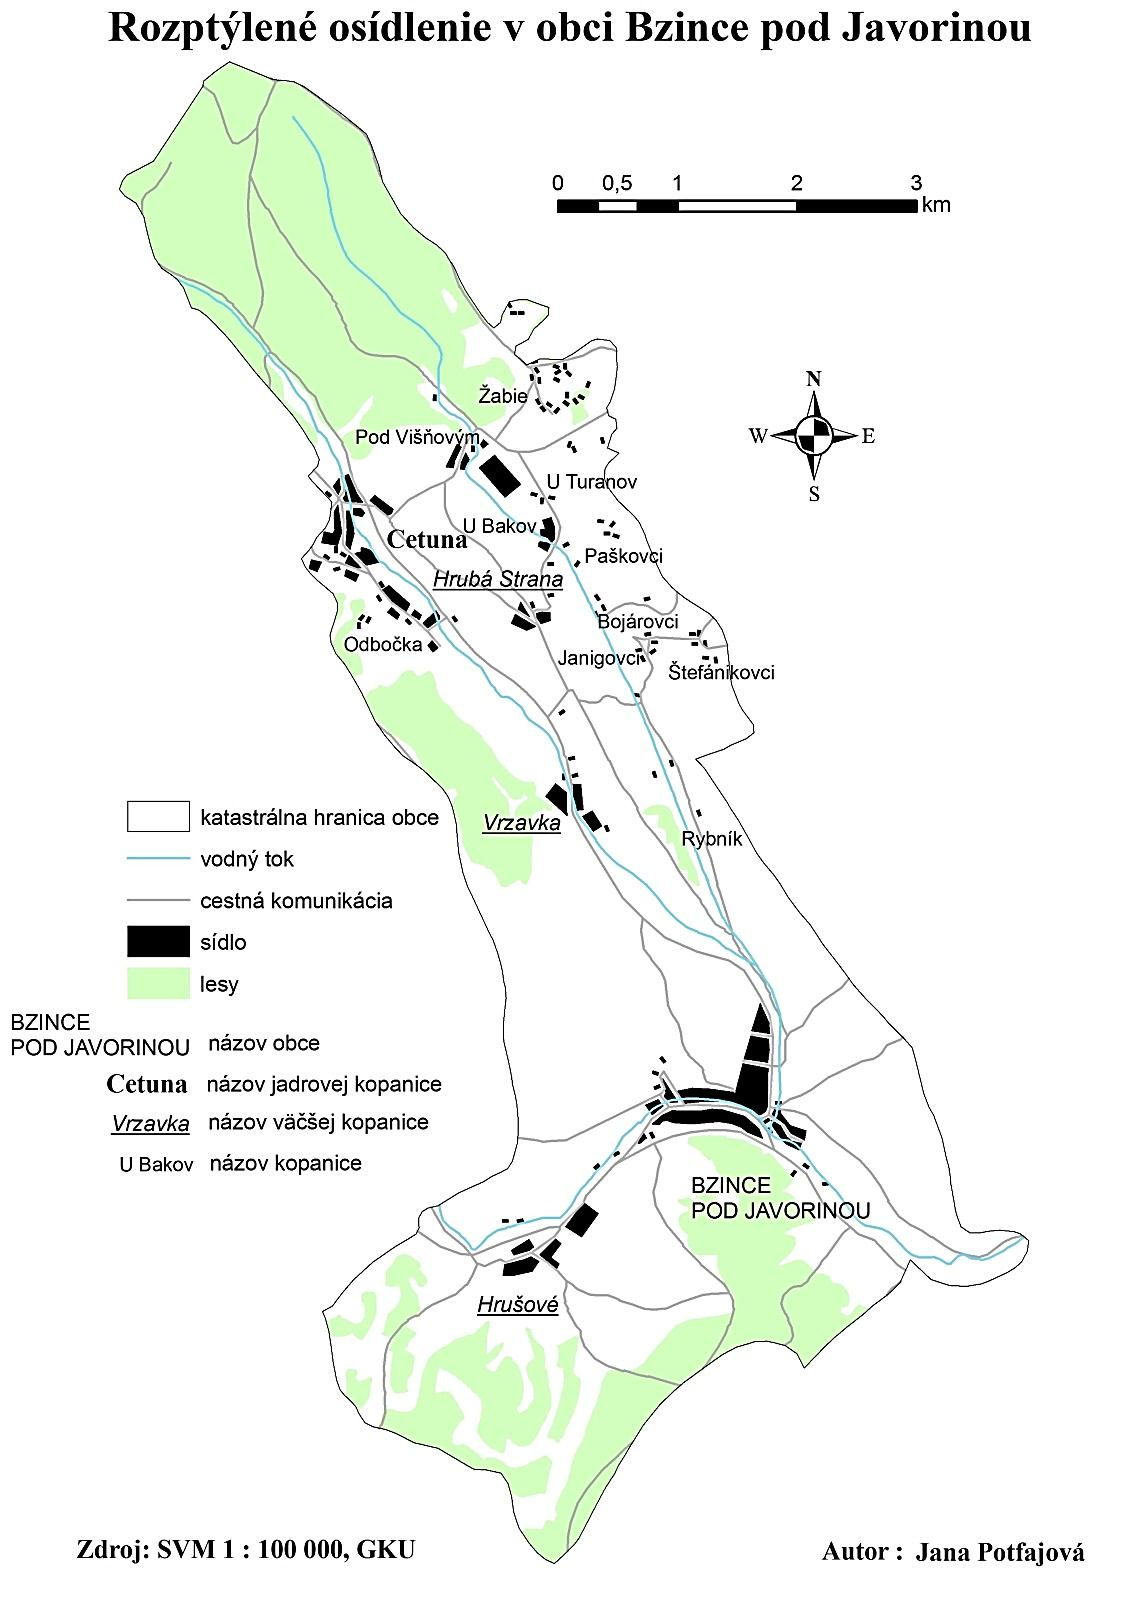 Rozptýlené osídlenie v obci Bzince pod Javorinou
0 0,5 1 2 3
km
N
W E
S
Žabie
Pod Višňovým
U Turanov
U Bakov
Cetuna
Paškovci
Hrubá Strana
Bojárovci
Odbočka
Janigovci
Štefánikovci
Vrzavka
Rybník
katastrálna hranica obce
vodný tok
cestná komunikácia
sídlo
lesy
BZINCE
POD JAVORINOU názov obce
Cetuna názov jadrovej kopanice
Vrzavka názov väčšej kopanice
U Bakov názov kopanice
BZINCE
POD JAVORINOU
Hrušové
Zdroj: SVM 1 : 100 000, GKU
Autor : Jana Potfajová